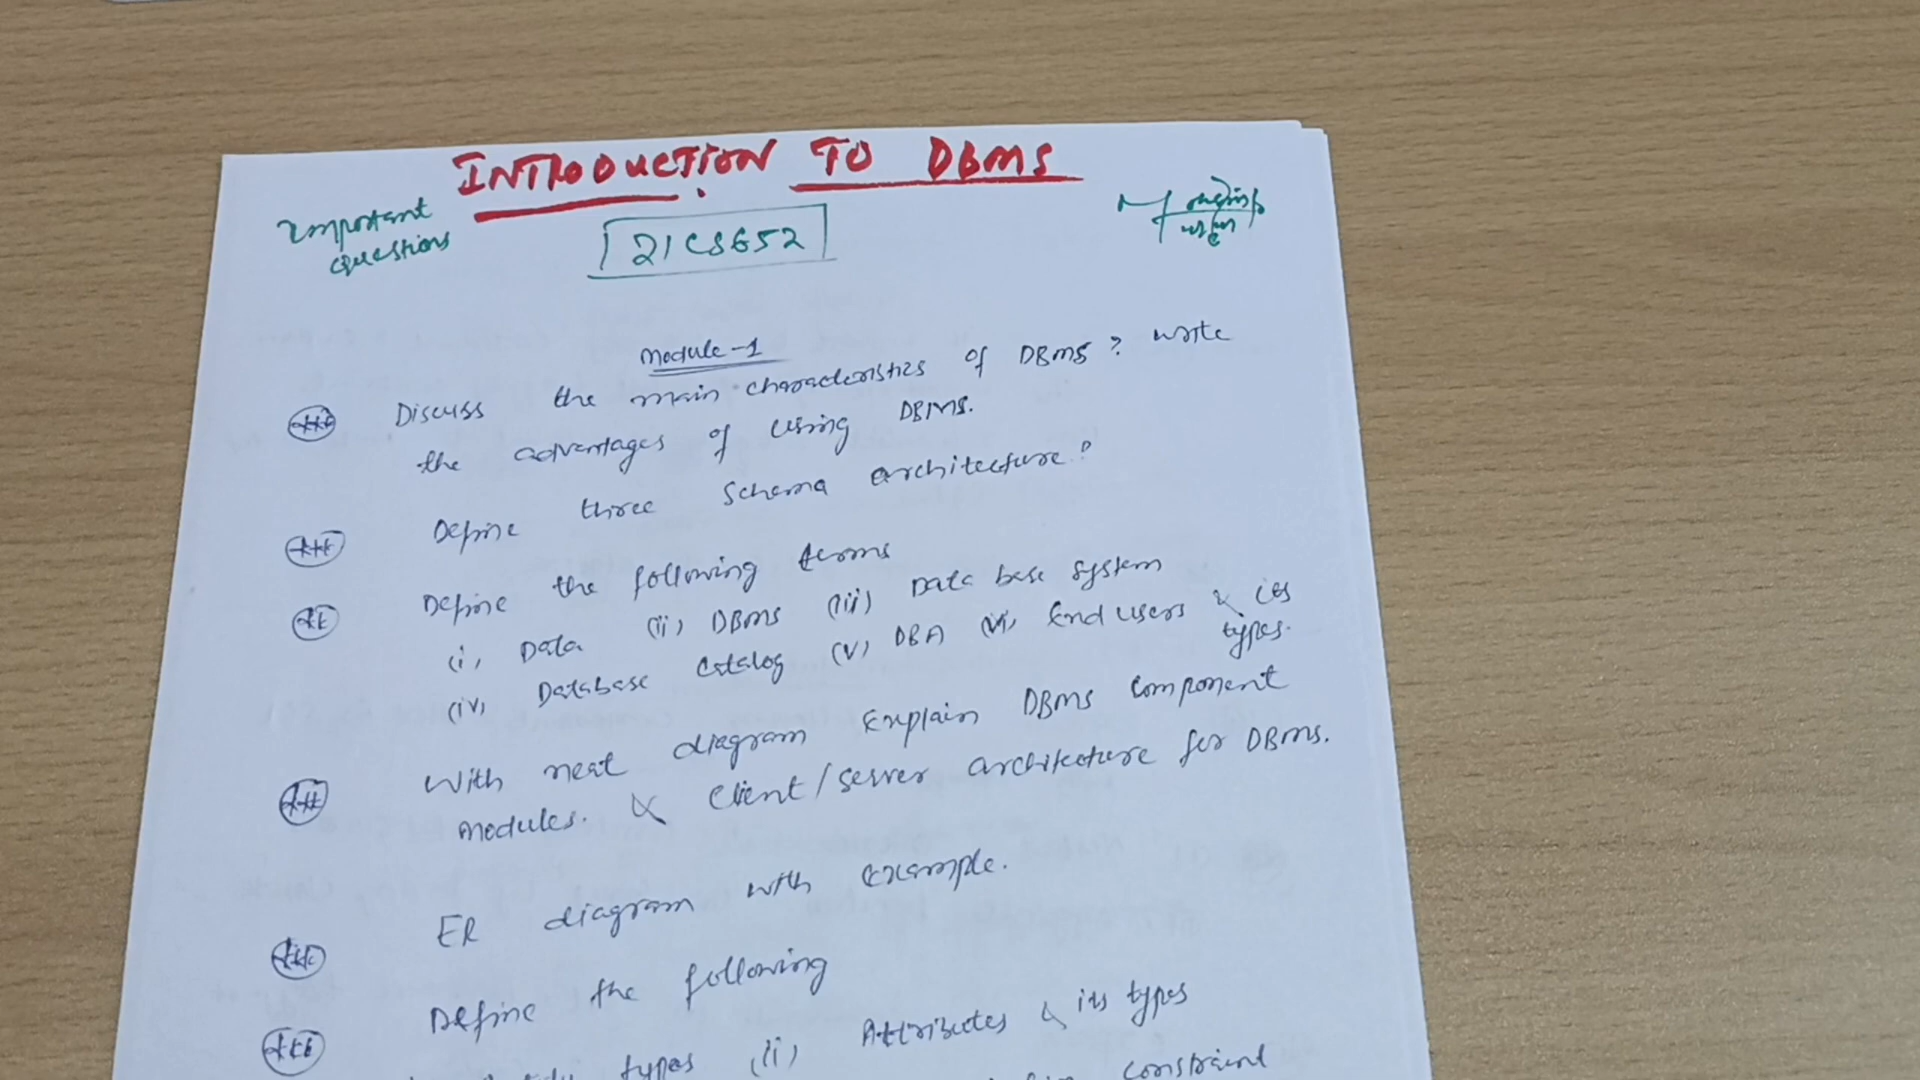 INTRODUCTION TO DBMS
Important
questions
21CS652
Module-1
Discuss the main characteristics of DBMS? Write
the advantages of using DBMS.
Define three Schema architecture?
Define the following terms
(i) Data (ii) DBMS (iii) Data base system
(iv) Database catalog (v) DBA (vi) End users & its
types.
With neat diagram Explain DBMS component
modules. & client/server architecture for DBMS.
ER diagram with example.
Define the following
types (ii) Attributes & its types
constraint